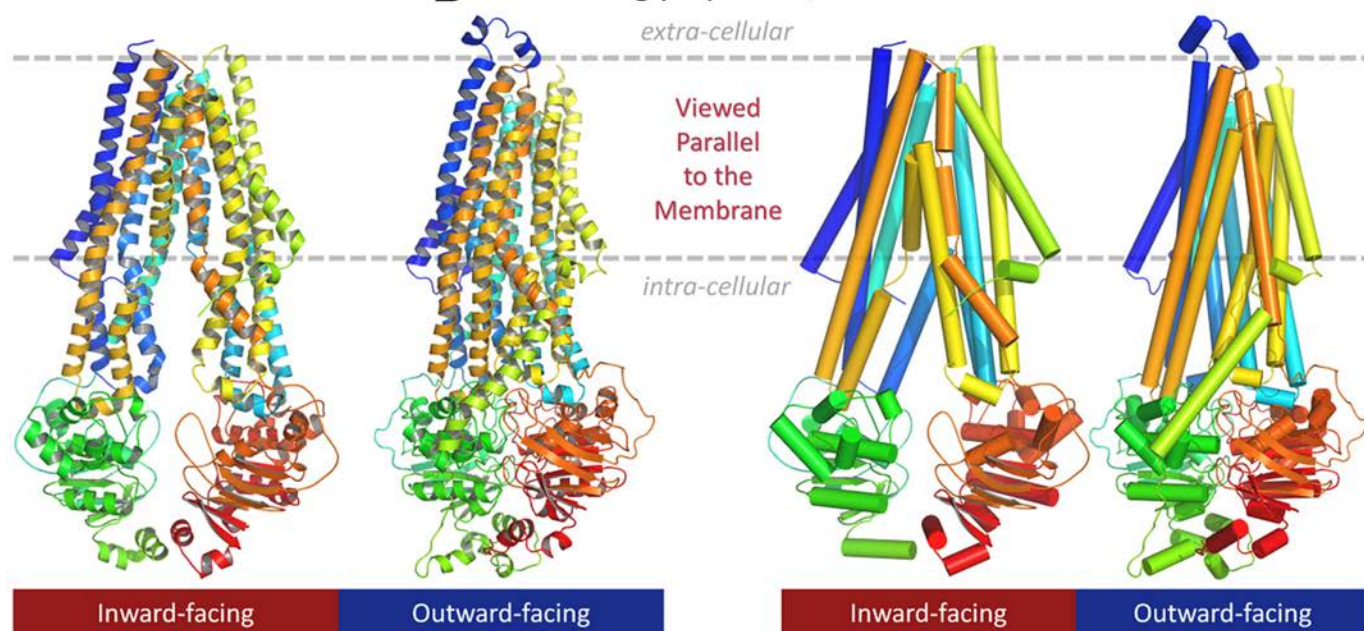 extra-cellular
Viewed
Parallel
to the
Membrane
intra-cellular
Inward-facing
Outward-facing
Inward-facing
Outward-facing